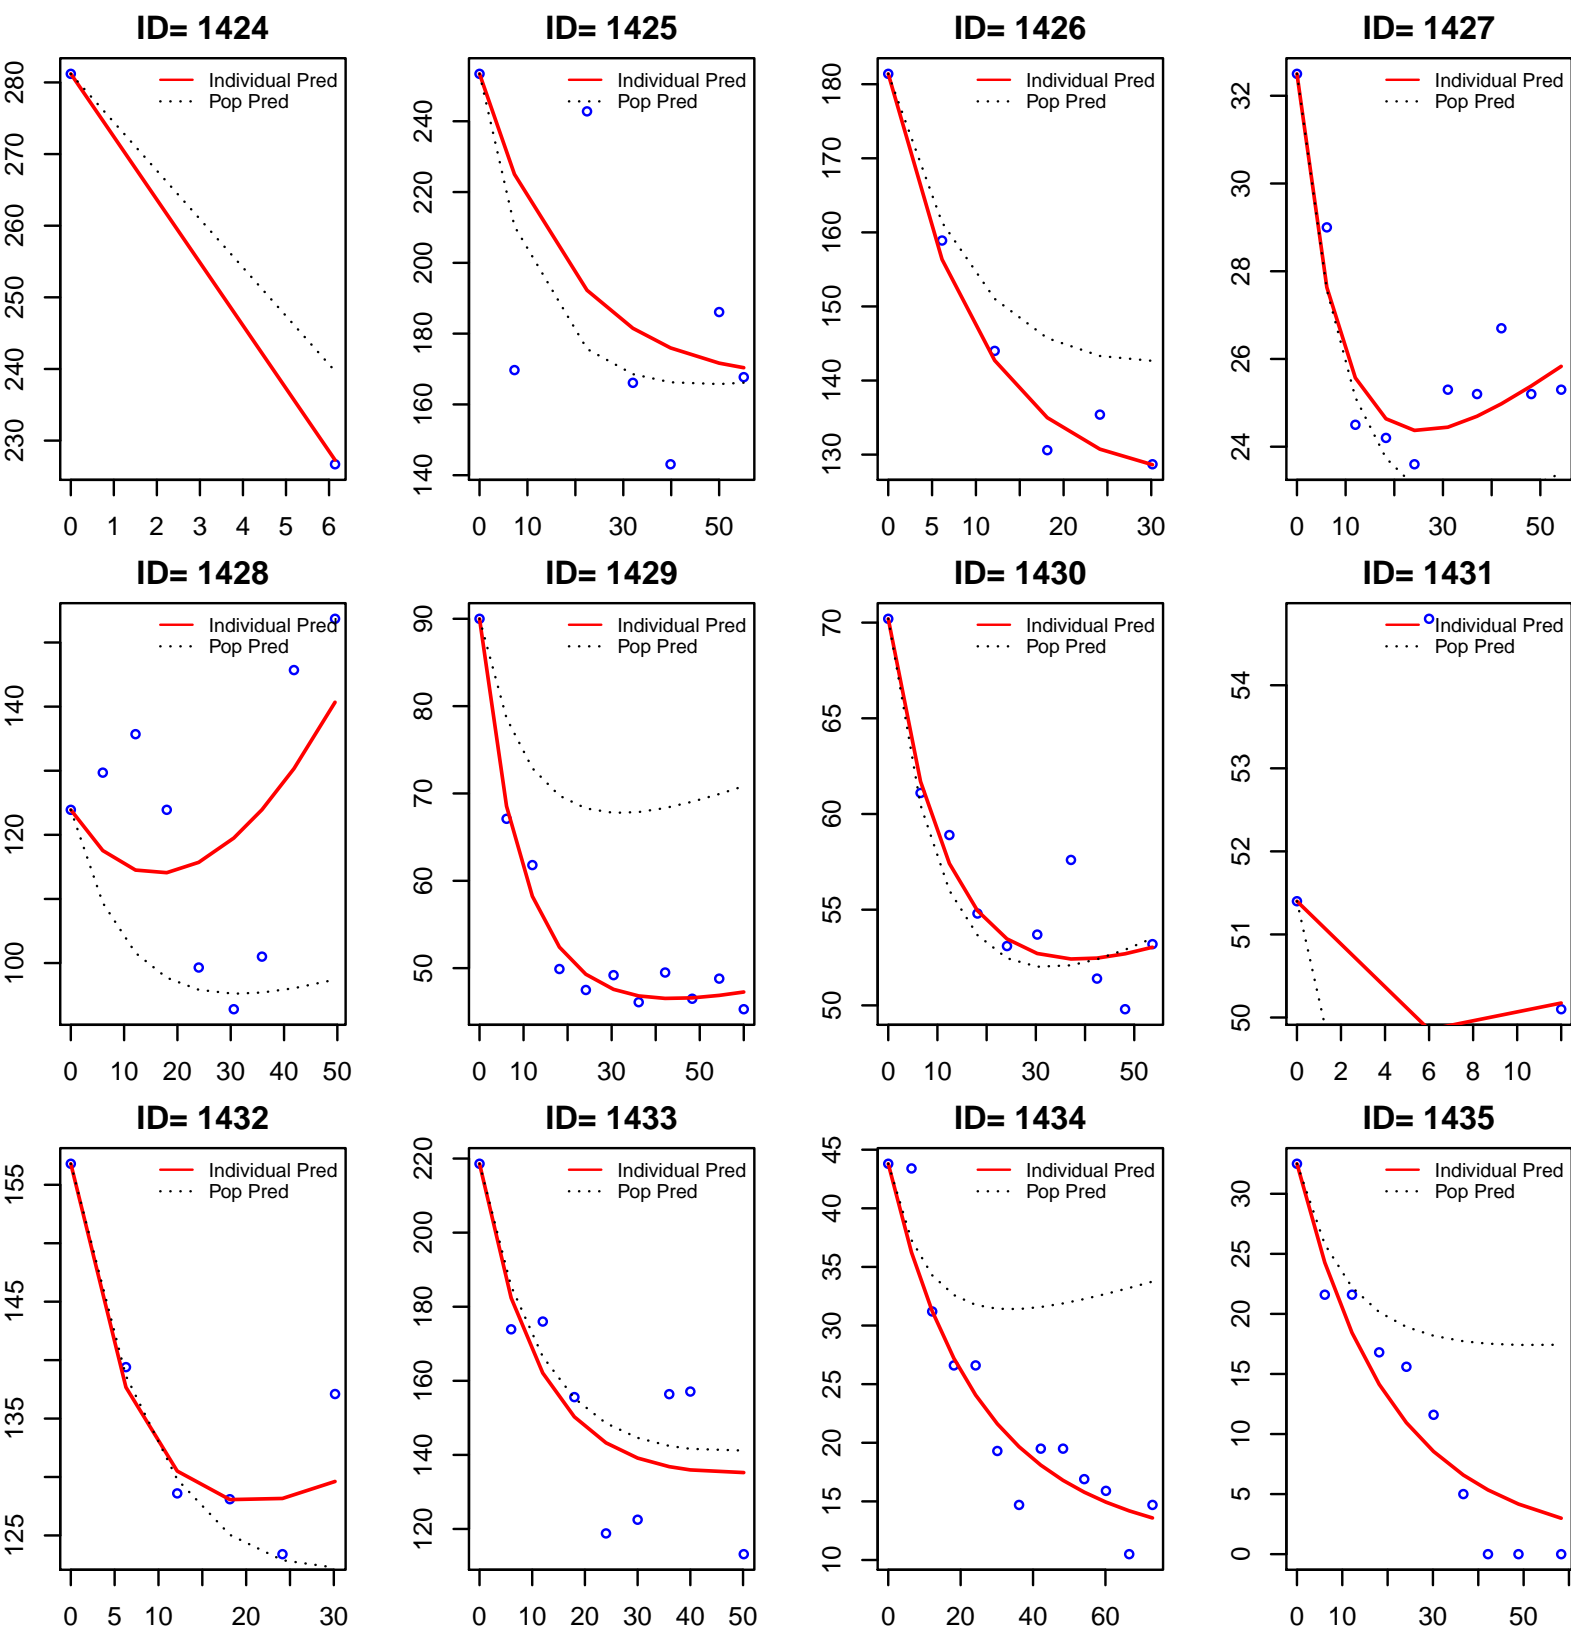 ID= 1424
Individual Pred
Pop Pred
280
270
260
250
240
230
0 1 2 3 4 5 6
ID= 1425
Individual Pred
Pop Pred
240
220
200
180
160
140
0 10 30 50
ID= 1426
Individual Pred
Pop Pred
180
170
160
150
140
130
0 5 10 20 30
ID= 1427
Individual Pred
Pop Pred
32
30
28
26
24
0 10 30 50
ID= 1428
Individual Pred
Pop Pred
140
120
100
0 10 20 30 40 50
ID= 1429
Individual Pred
Pop Pred
90
80
70
60
50
0 10 30 50
ID= 1430
Individual Pred
Pop Pred
70
65
60
55
50
0 10 30 50
ID= 1431
Individual Pred
Pop Pred
54
53
52
51
50
0 2 4 6 8 10
ID= 1432
Individual Pred
Pop Pred
155
145
135
125
0 5 10 20 30
ID= 1433
Individual Pred
Pop Pred
220
200
180
160
140
120
0 10 20 30 40 50
ID= 1434
Individual Pred
Pop Pred
45
40
35
30
25
20
15
10
0 20 40 60
ID= 1435
Individual Pred
Pop Pred
30
25
20
15
10
5
0
0 10 30 50